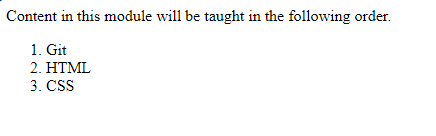 Content in this module will be taught in the following order.
1. Git
2. HTML
3. CSS